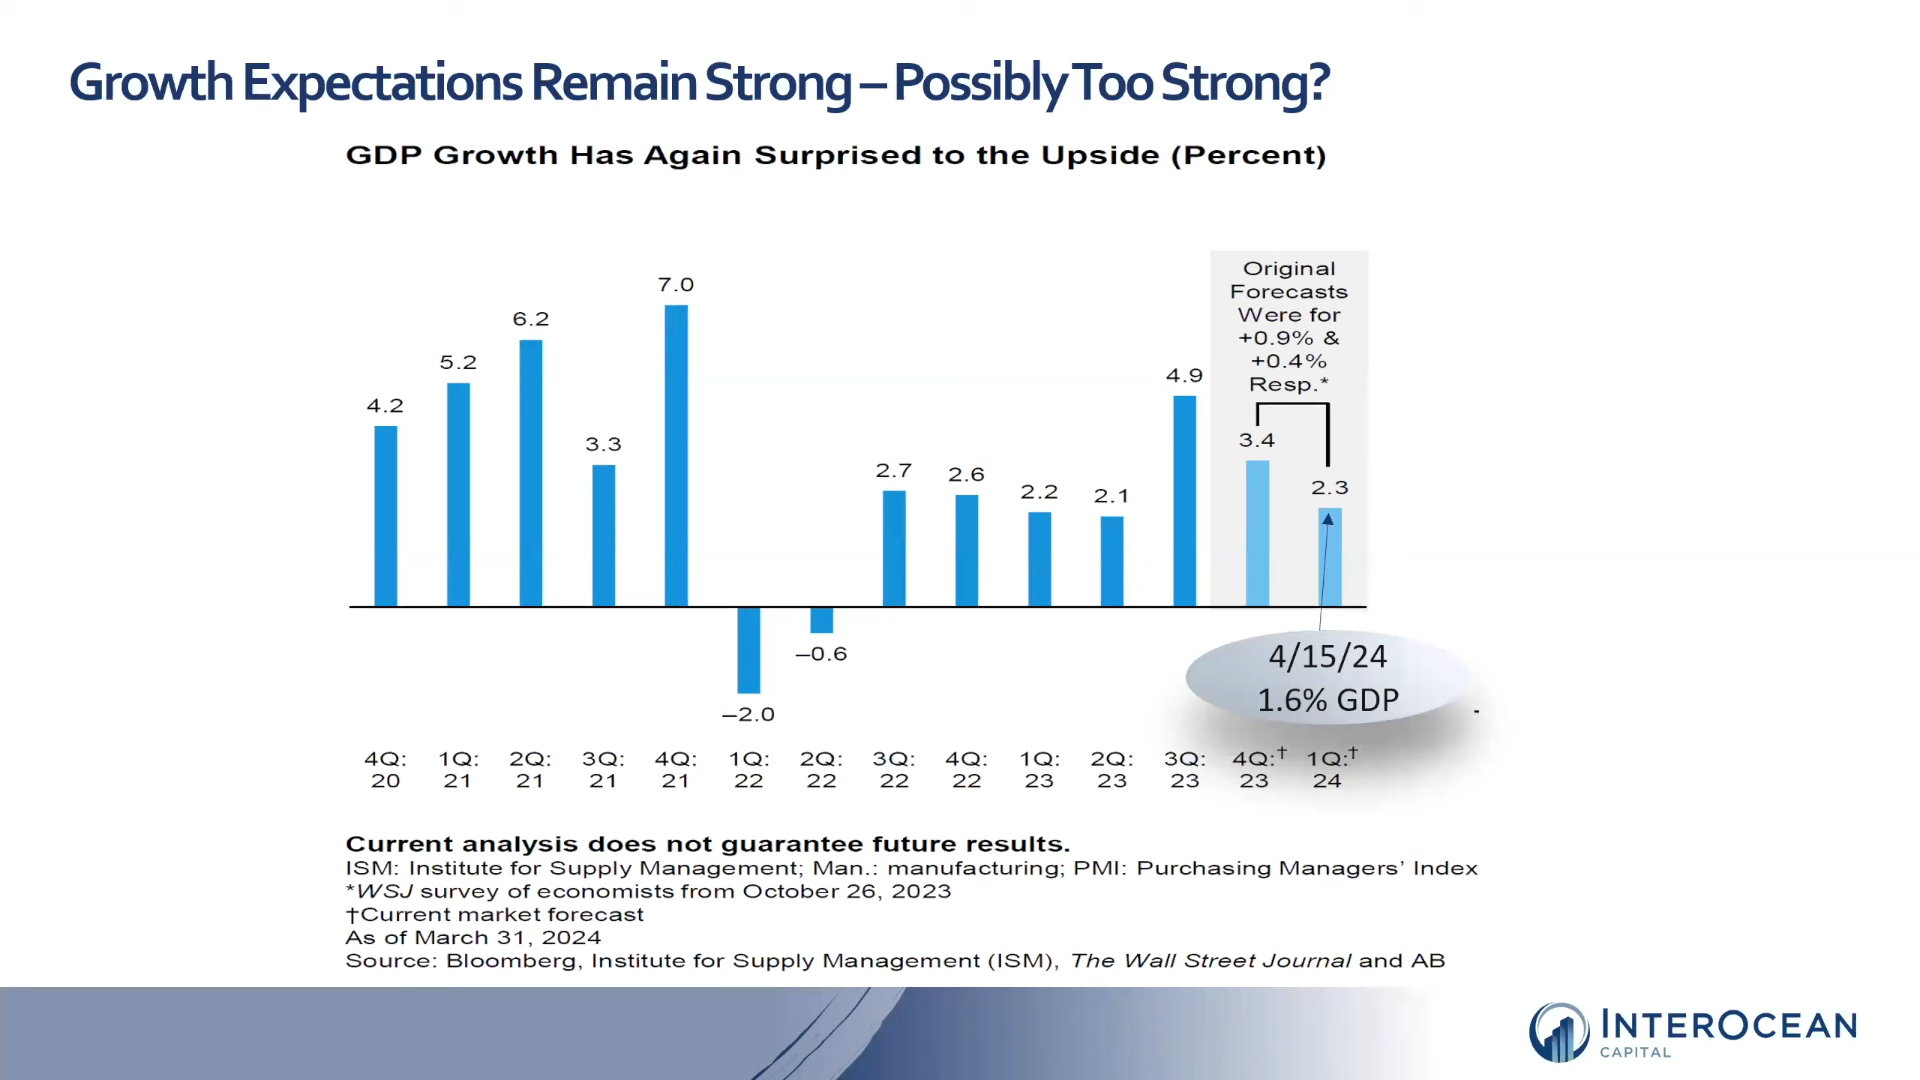 Growth Expectations Remain Strong – Possibly Too Strong?
GDP Growth Has Again Surprised to the Upside (Percent)
Original
Forecasts
Were for
+0.9% &
+0.4%
Resp.*
4.2
5.2
6.2
3.3
7.0
–2.0
–0.6
2.7
2.6
2.2
2.1
4.9
3.4
2.3
4/15/24
1.6% GDP
4Q:
20
1Q:
21
2Q:
21
3Q:
21
4Q:
21
1Q:
22
2Q:
22
3Q:
22
4Q:
22
1Q:
23
2Q:
23
3Q:
23
4Q:†
23
1Q:†
24
Current analysis does not guarantee future results.
ISM: Institute for Supply Management; Man.: manufacturing; PMI: Purchasing Managers’ Index
*WSJ survey of economists from October 26, 2023
†Current market forecast
As of March 31, 2024
Source: Bloomberg, Institute for Supply Management (ISM), The Wall Street Journal and AB
INTEROCEAN
CAPITAL